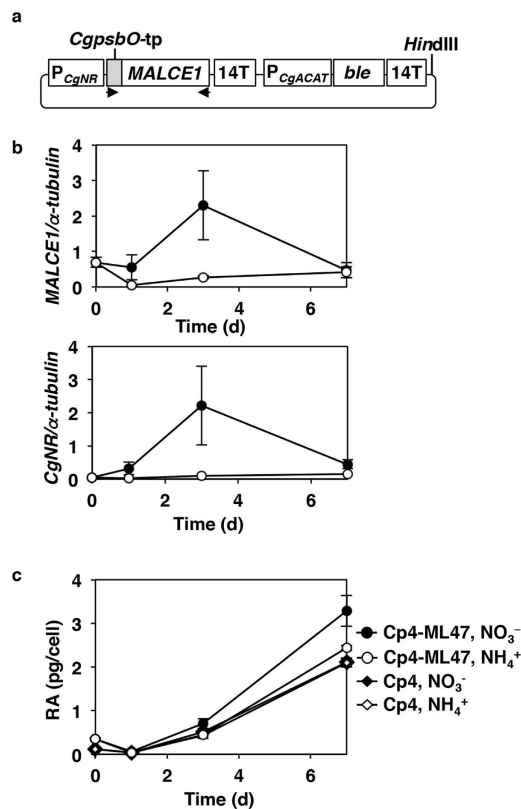 a
CgpsbO-tp
HindIII
PCgNR MALCE1 14T PCgACAT ble 14T
b
MALCE1/α-tubulin
4
3
2
1
0
0 2 4 6
Time (d)
CgNR/α-tubulin
4
3
2
1
0
0 2 4 6
Time (d)
c
RA (pg/cell)
4
3
2
1
0
0 2 4 6
Time (d)
Cp4-ML47, NO₃⁻
Cp4-ML47, NH₄⁺
Cp4, NO₃⁻
Cp4, NH₄⁺